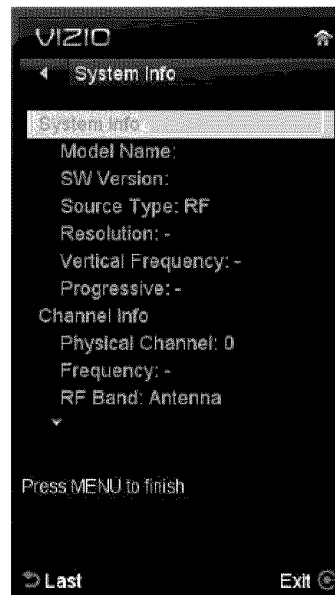 VIZIO
System Info
System Info
Model Name:
SW Version:
Source Type: RF
Resolution: -
Vertical Frequency: -
Progressive: -
Channel Info
Physical Channel: 0
Frequency: -
RF Band: Antenna
Press MENU to finish
Last Exit